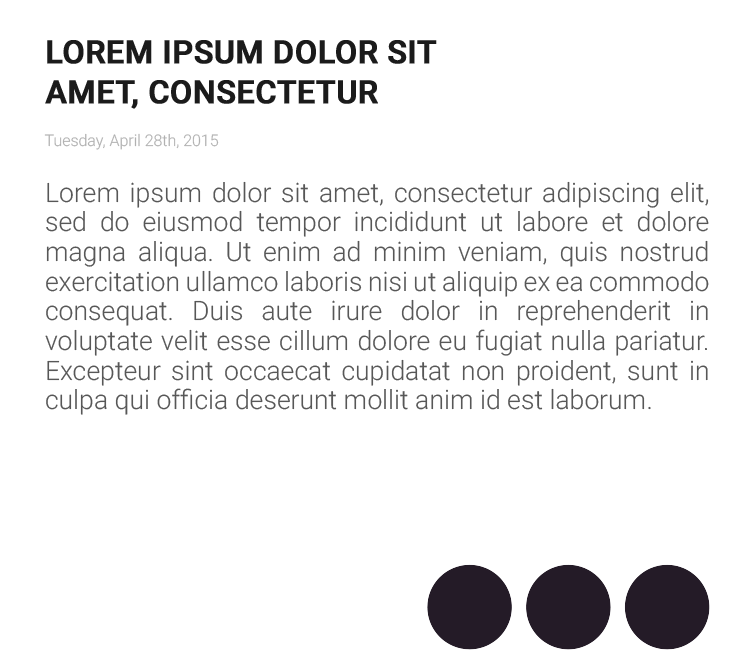 LOREM IPSUM DOLOR SIT
AMET, CONSECTETUR
Tuesday, April 28th, 2015
Lorem ipsum dolor sit amet, consectetur adipiscing elit,
sed do eiusmod tempor incididunt ut labore et dolore
magna aliqua. Ut enim ad minim veniam, quis nostrud
exercitation ullamco laboris nisi ut aliquip ex ea commodo
consequat. Duis aute irure dolor in reprehenderit in
voluptate velit esse cillum dolore eu fugiat nulla pariatur.
Excepteur sint occaecat cupidatat non proident, sunt in
culpa qui officia deserunt mollit anim id est laborum.